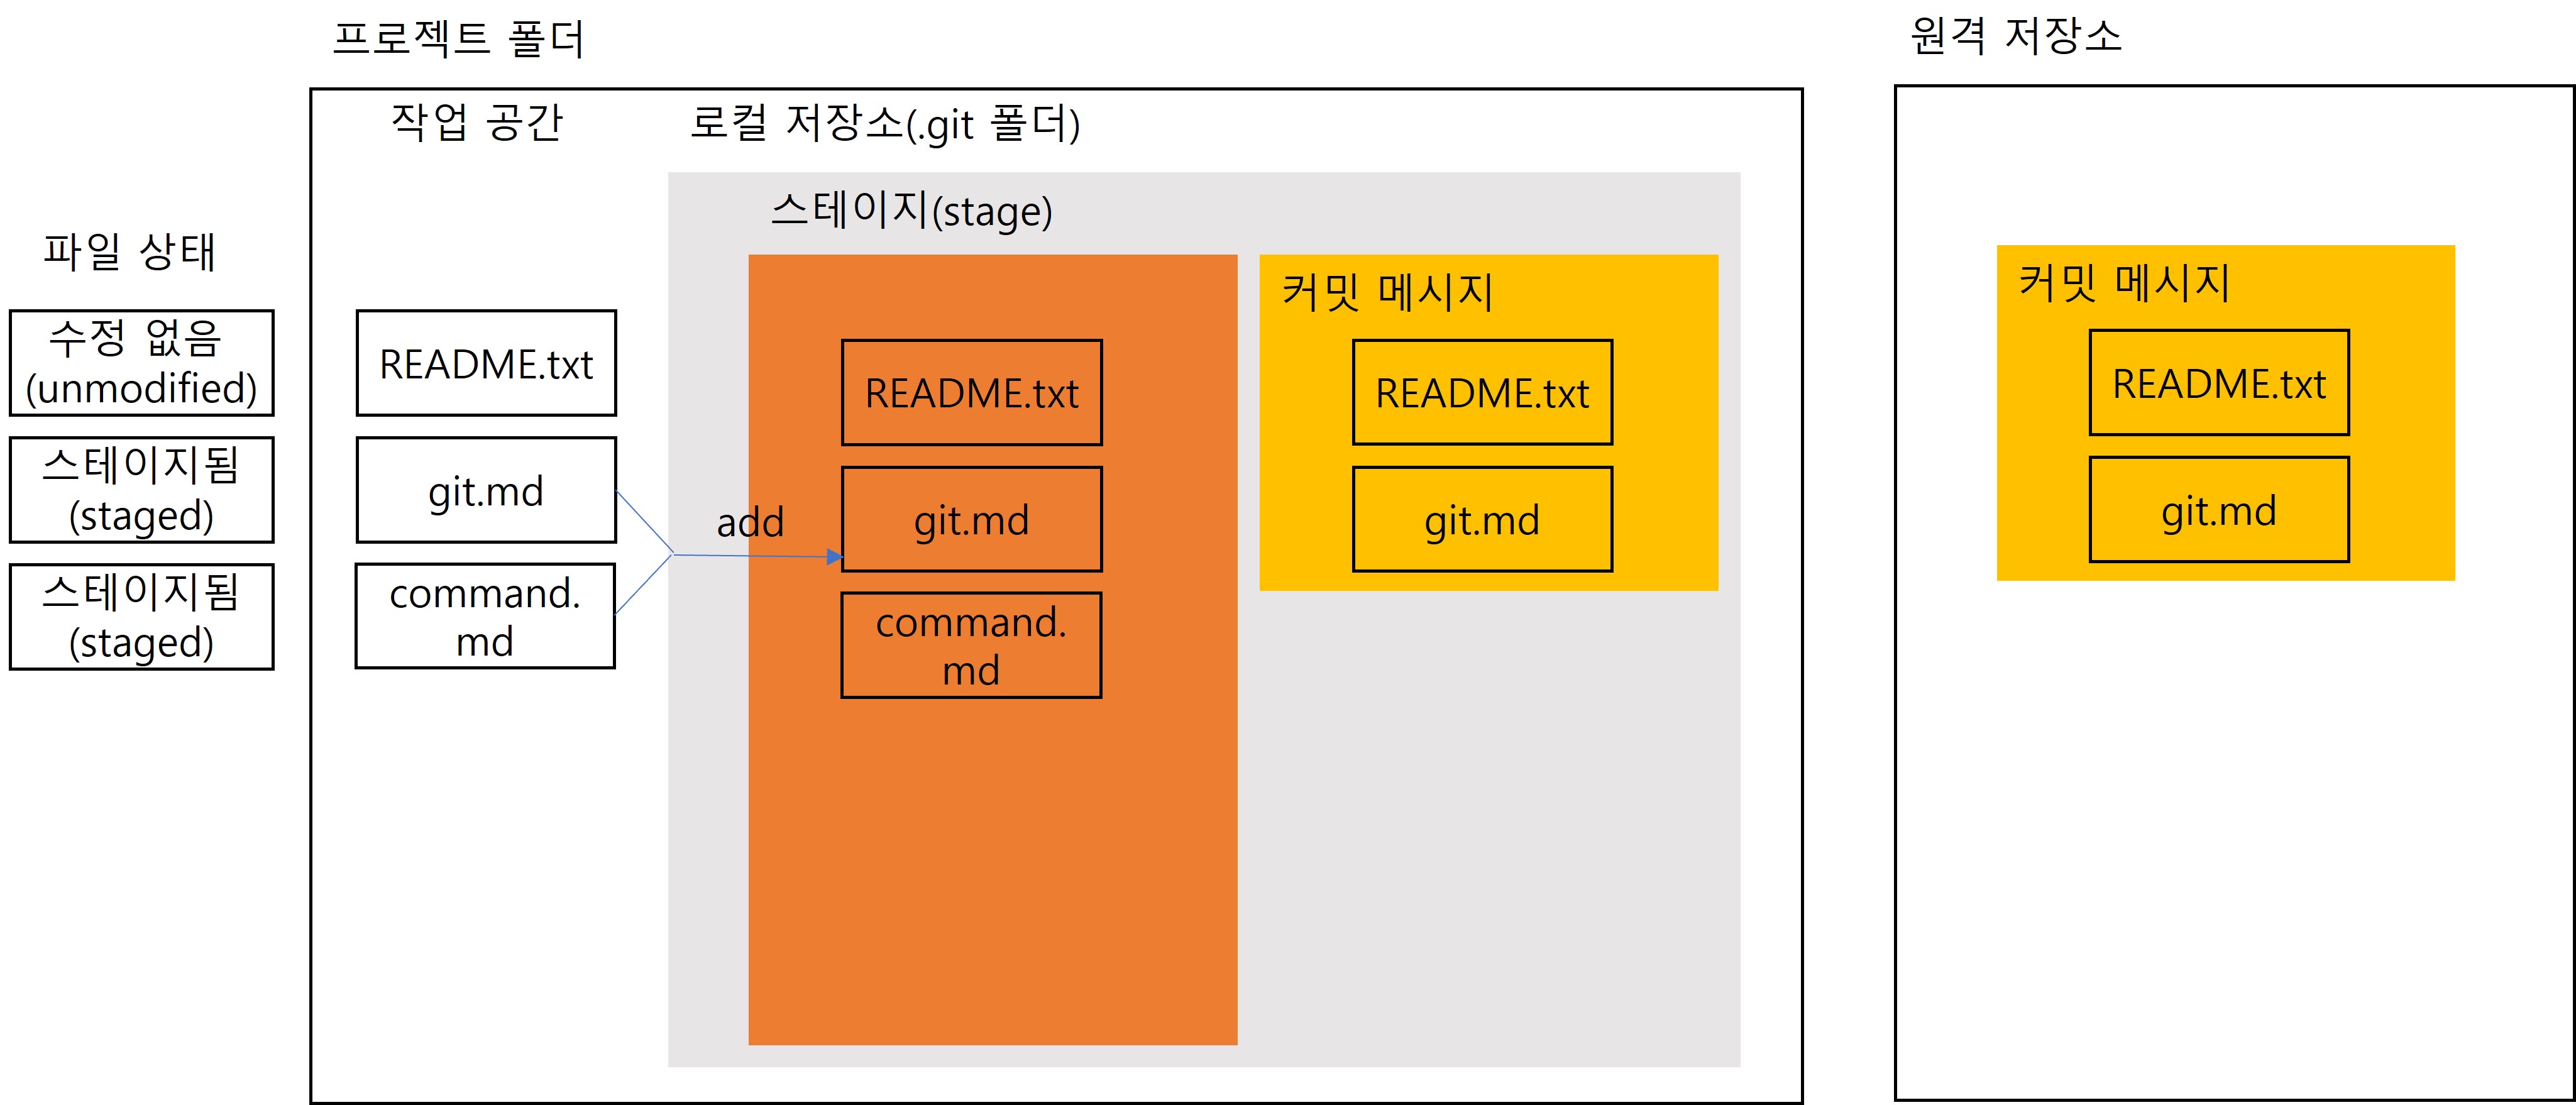 프로젝트 폴더
원격 저장소
작업 공간
로컬 저장소(.git 폴더)
스테이지(stage)
파일 상태
수정 없음
(unmodified)
스테이지됨
(staged)
스테이지됨
(staged)
README.txt
git.md
command.
md
add
README.txt
git.md
command.
md
커밋 메시지
README.txt
git.md
커밋 메시지
README.txt
git.md